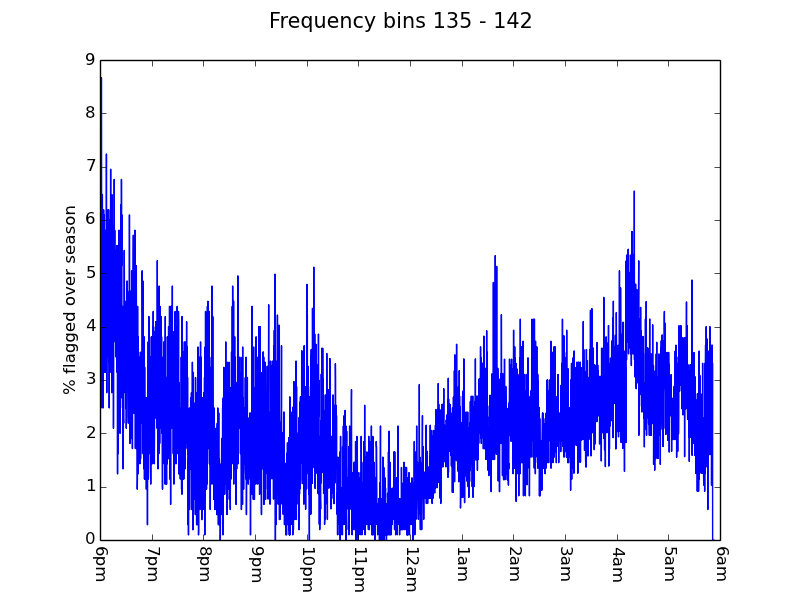 Frequency bins 135 - 142
% flagged over season
9
8
7
6
5
4
3
2
1
0
6pm
7pm
8pm
9pm
10pm
11pm
12am
1am
2am
3am
4am
5am
6am